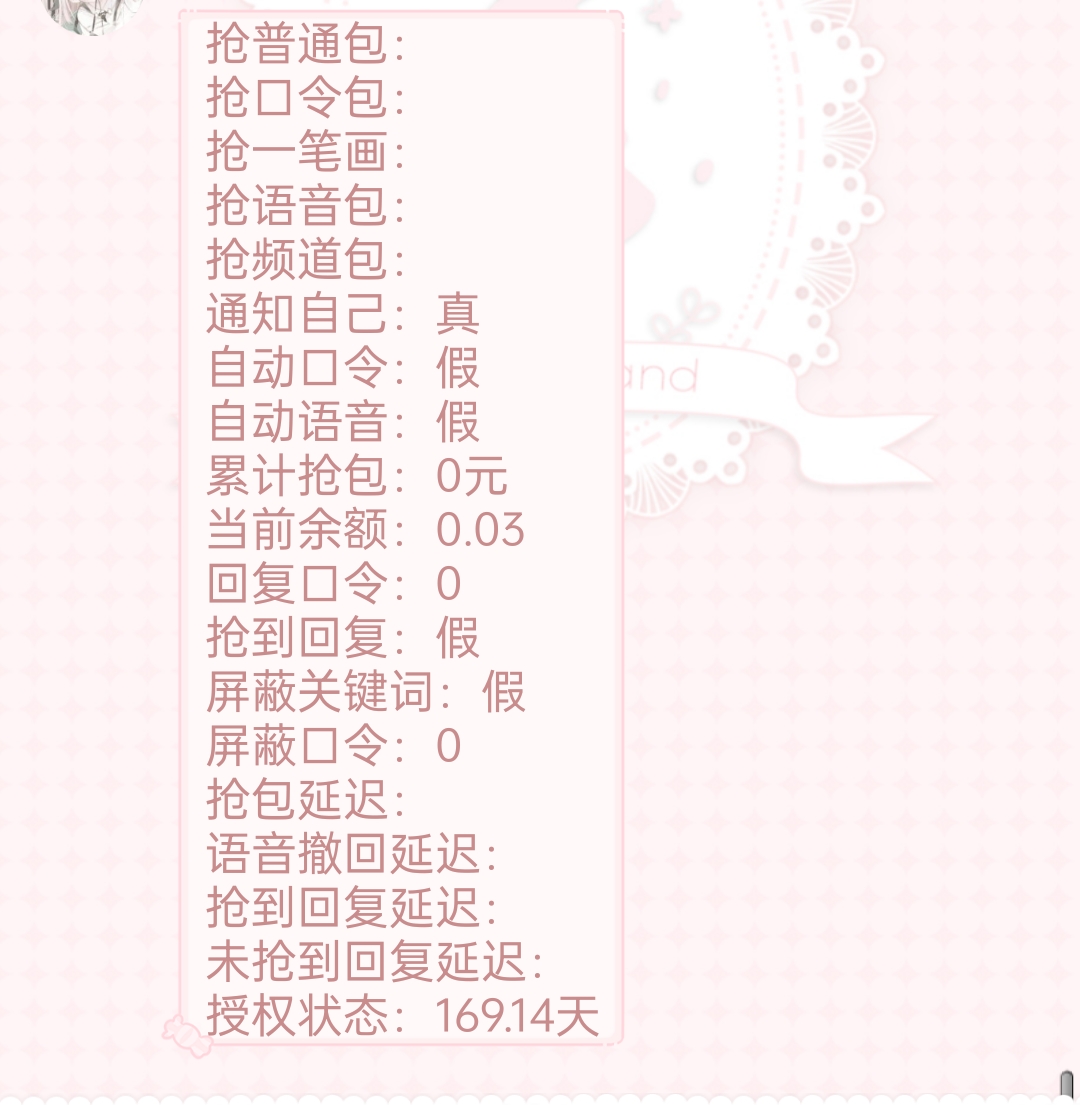 抢普通包：
抢口令包：
抢一笔画：
抢语音包：
抢频道包：
通知自己：真
自动口令：假
自动语音：假
累计抢包：0元
当前余额：0.03
回复口令：0
抢到回复：假
屏蔽关键词：假
屏蔽口令：0
抢包延迟：
语音撤回延迟：
抢到回复延迟：
未抢到回复延迟：
授权状态：169.14天
and